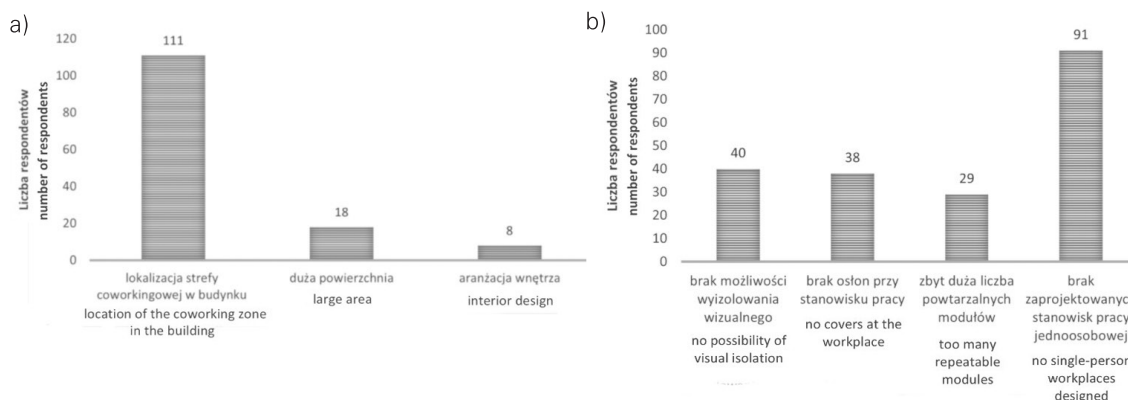 a)
Liczba respondentów
number of respondents
120
100
80
60
40
20
0
111
18
8
lokalizacja strefy
coworkingowej w budynku
location of the coworking zone
in the building
duża powierzchnia
large area
aranżacja wnętrza
interior design
b)
Liczba respondentów
number of respondents
100
90
80
70
60
50
40
30
20
10
0
40
38
29
91
brak możliwości
wyizolowania
wizualnego
no possibility of
visual isolation
brak osłon przy
stanowisku pracy
no covers at the
workplace
zbyt duża liczba
powtarzalnych
modułów
too many
repeatable
modules
brak
zaprojektowanyc
stanowisk pracy
jednoosobowej
no single-person
workplaces
designed